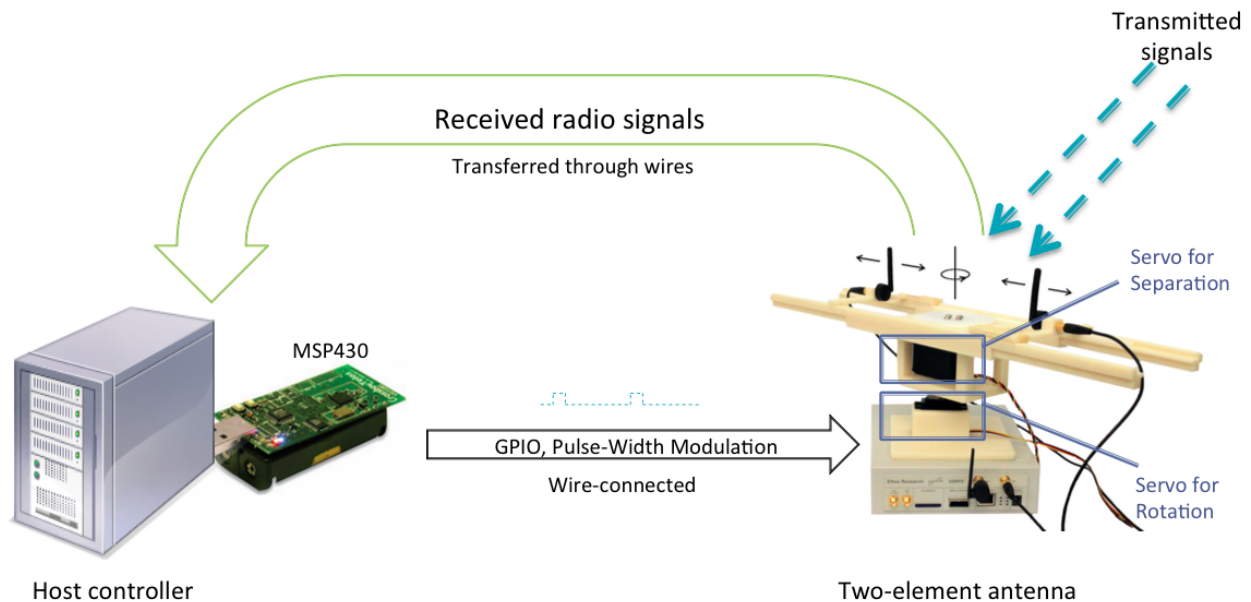 Transmitted
signals
Received radio signals
Transferred through wires
Servo for
Separation
MSP430
GPIO, Pulse-Width Modulation
Wire-connected
Servo for
Rotation
Host controller
Two-element antenna